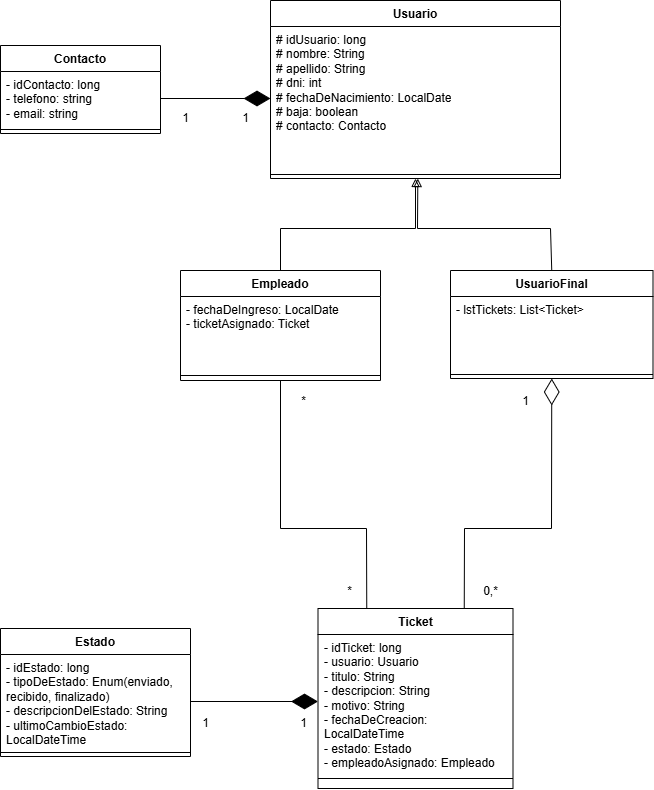 Usuario
# idUsuario: long
# nombre: String
# apellido: String
# dni: int
# fechaDeNacimiento: LocalDate
# baja: boolean
# contacto: Contacto
Contacto
- idContacto: long
- telefono: string
- email: string
1
1
Empleado
- fechaDeIngreso: LocalDate
- ticketAsignado: Ticket
UsuarioFinal
- lstTickets: List<Ticket>
*
1
*
0,*
Ticket
- idTicket: long
- usuario: Usuario
- titulo: String
- descripcion: String
- motivo: String
- fechaDeCreacion:
LocalDateTime
- estado: Estado
- empleadoAsignado: Empleado
Estado
- idEstado: long
- tipoDeEstado: Enum(enviado,
recibido, finalizado)
- descripcionDelEstado: String
- ultimoCambioEstado:
LocalDateTime
1
1